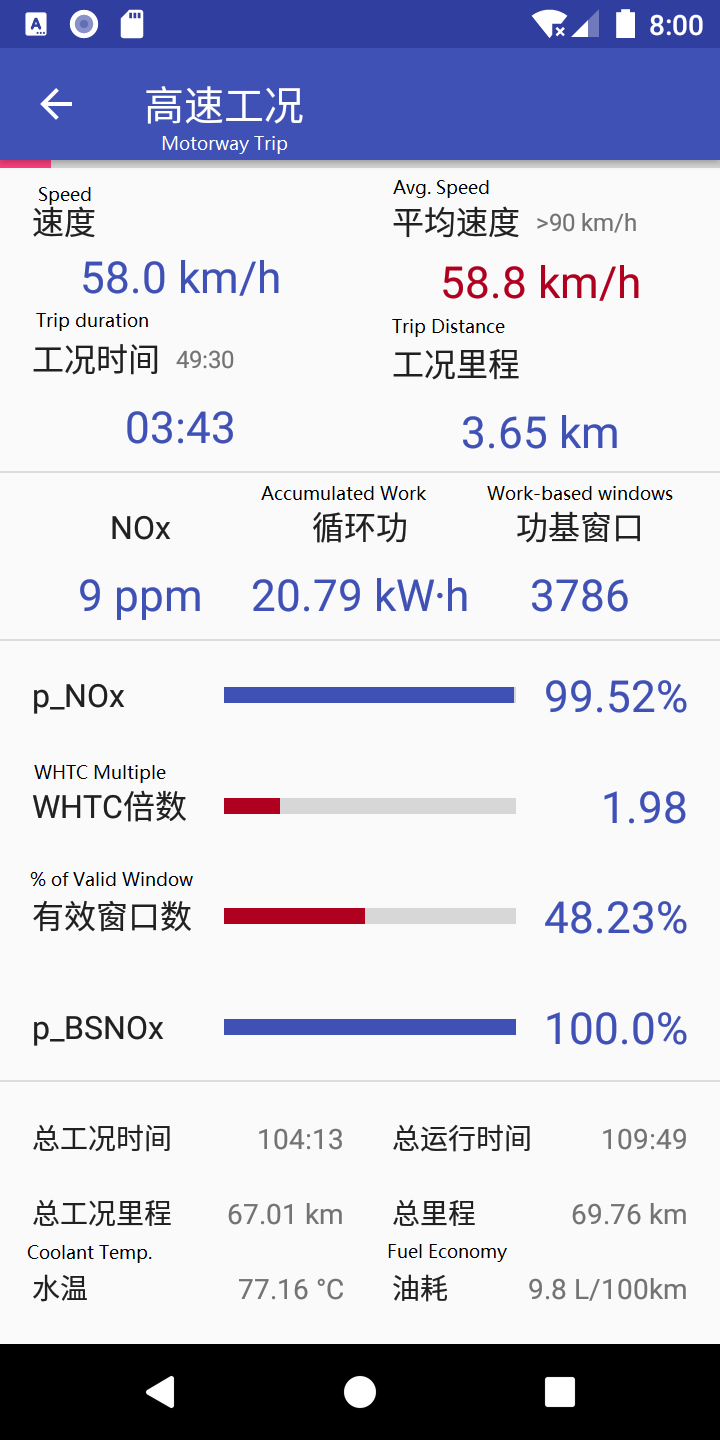 8:00
高速工况
Motorway Trip
Speed
速度
58.0 km/h
Avg. Speed
平均速度 >90 km/h
58.8 km/h
Trip duration
工况时间 49:30
03:43
Trip Distance
工况里程
3.65 km
NOx
9 ppm
Accumulated Work
循环功
20.79 kW·h
Work-based windows
功基窗口
3786
p_NOx 99.52%
WHTC Multiple
WHTC倍数 1.98
% of Valid Window
有效窗口数 48.23%
p_BSNOx 100.0%
总工况时间 104:13 总运行时间 109:49
总工况里程 67.01 km 总里程 69.76 km
Coolant Temp. Fuel Economy
水温 77.16 °C 油耗 9.8 L/100km